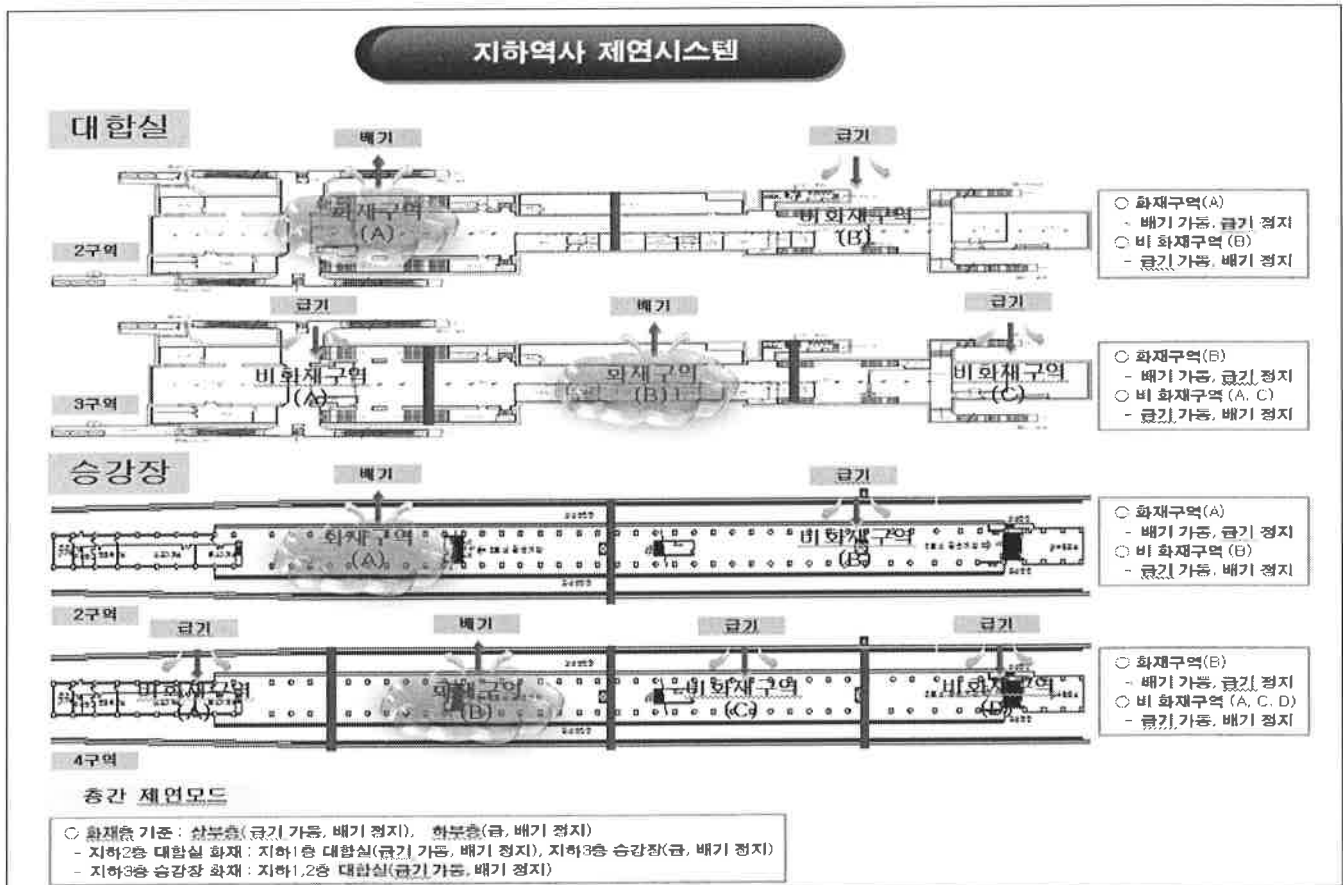 지하역사 제연시스템
대합실
배기
급기
화재구역
(A)
비화재구역
(B)
2구역
○ 화재구역(A)
- 배기 가동, 급기 정지
○ 비 화재구역(B)
- 급기 가동, 배기 정지
급기
배기
급기
비화재구역
(A)
화재구역
(B)
비화재구역
(C)
3구역
○ 화재구역(B)
- 배기 가동, 급기 정지
○ 비 화재구역(A, C)
- 급기 가동, 배기 정지
승강장
배기
급기
화재구역
(A)
비화재구역
(B)
2구역
○ 화재구역(A)
- 배기 가동, 급기 정지
○ 비 화재구역(B)
- 급기 가동, 배기 정지
급기
배기
급기
급기
비화재구역
(A)
화재구역
(B)
비화재구역
(C)
비화재구역
(D)
4구역
○ 화재구역(B)
- 배기 가동, 급기 정지
○ 비 화재구역(A, C, D)
- 급기 가동, 배기 정지
층간 제연모드
○ 화재층 기준 : 상부층(급기 가동, 배기 정지), 하부층(급, 배기 정지)
- 지하2층 대합실 화재 : 지하1층 대합실(급기 가동, 배기 정지), 지하3층 승강장(급, 배기 정지)
- 지하3층 승강장 화재 : 지하1,2층 대합실(급기 가동, 배기 정지)